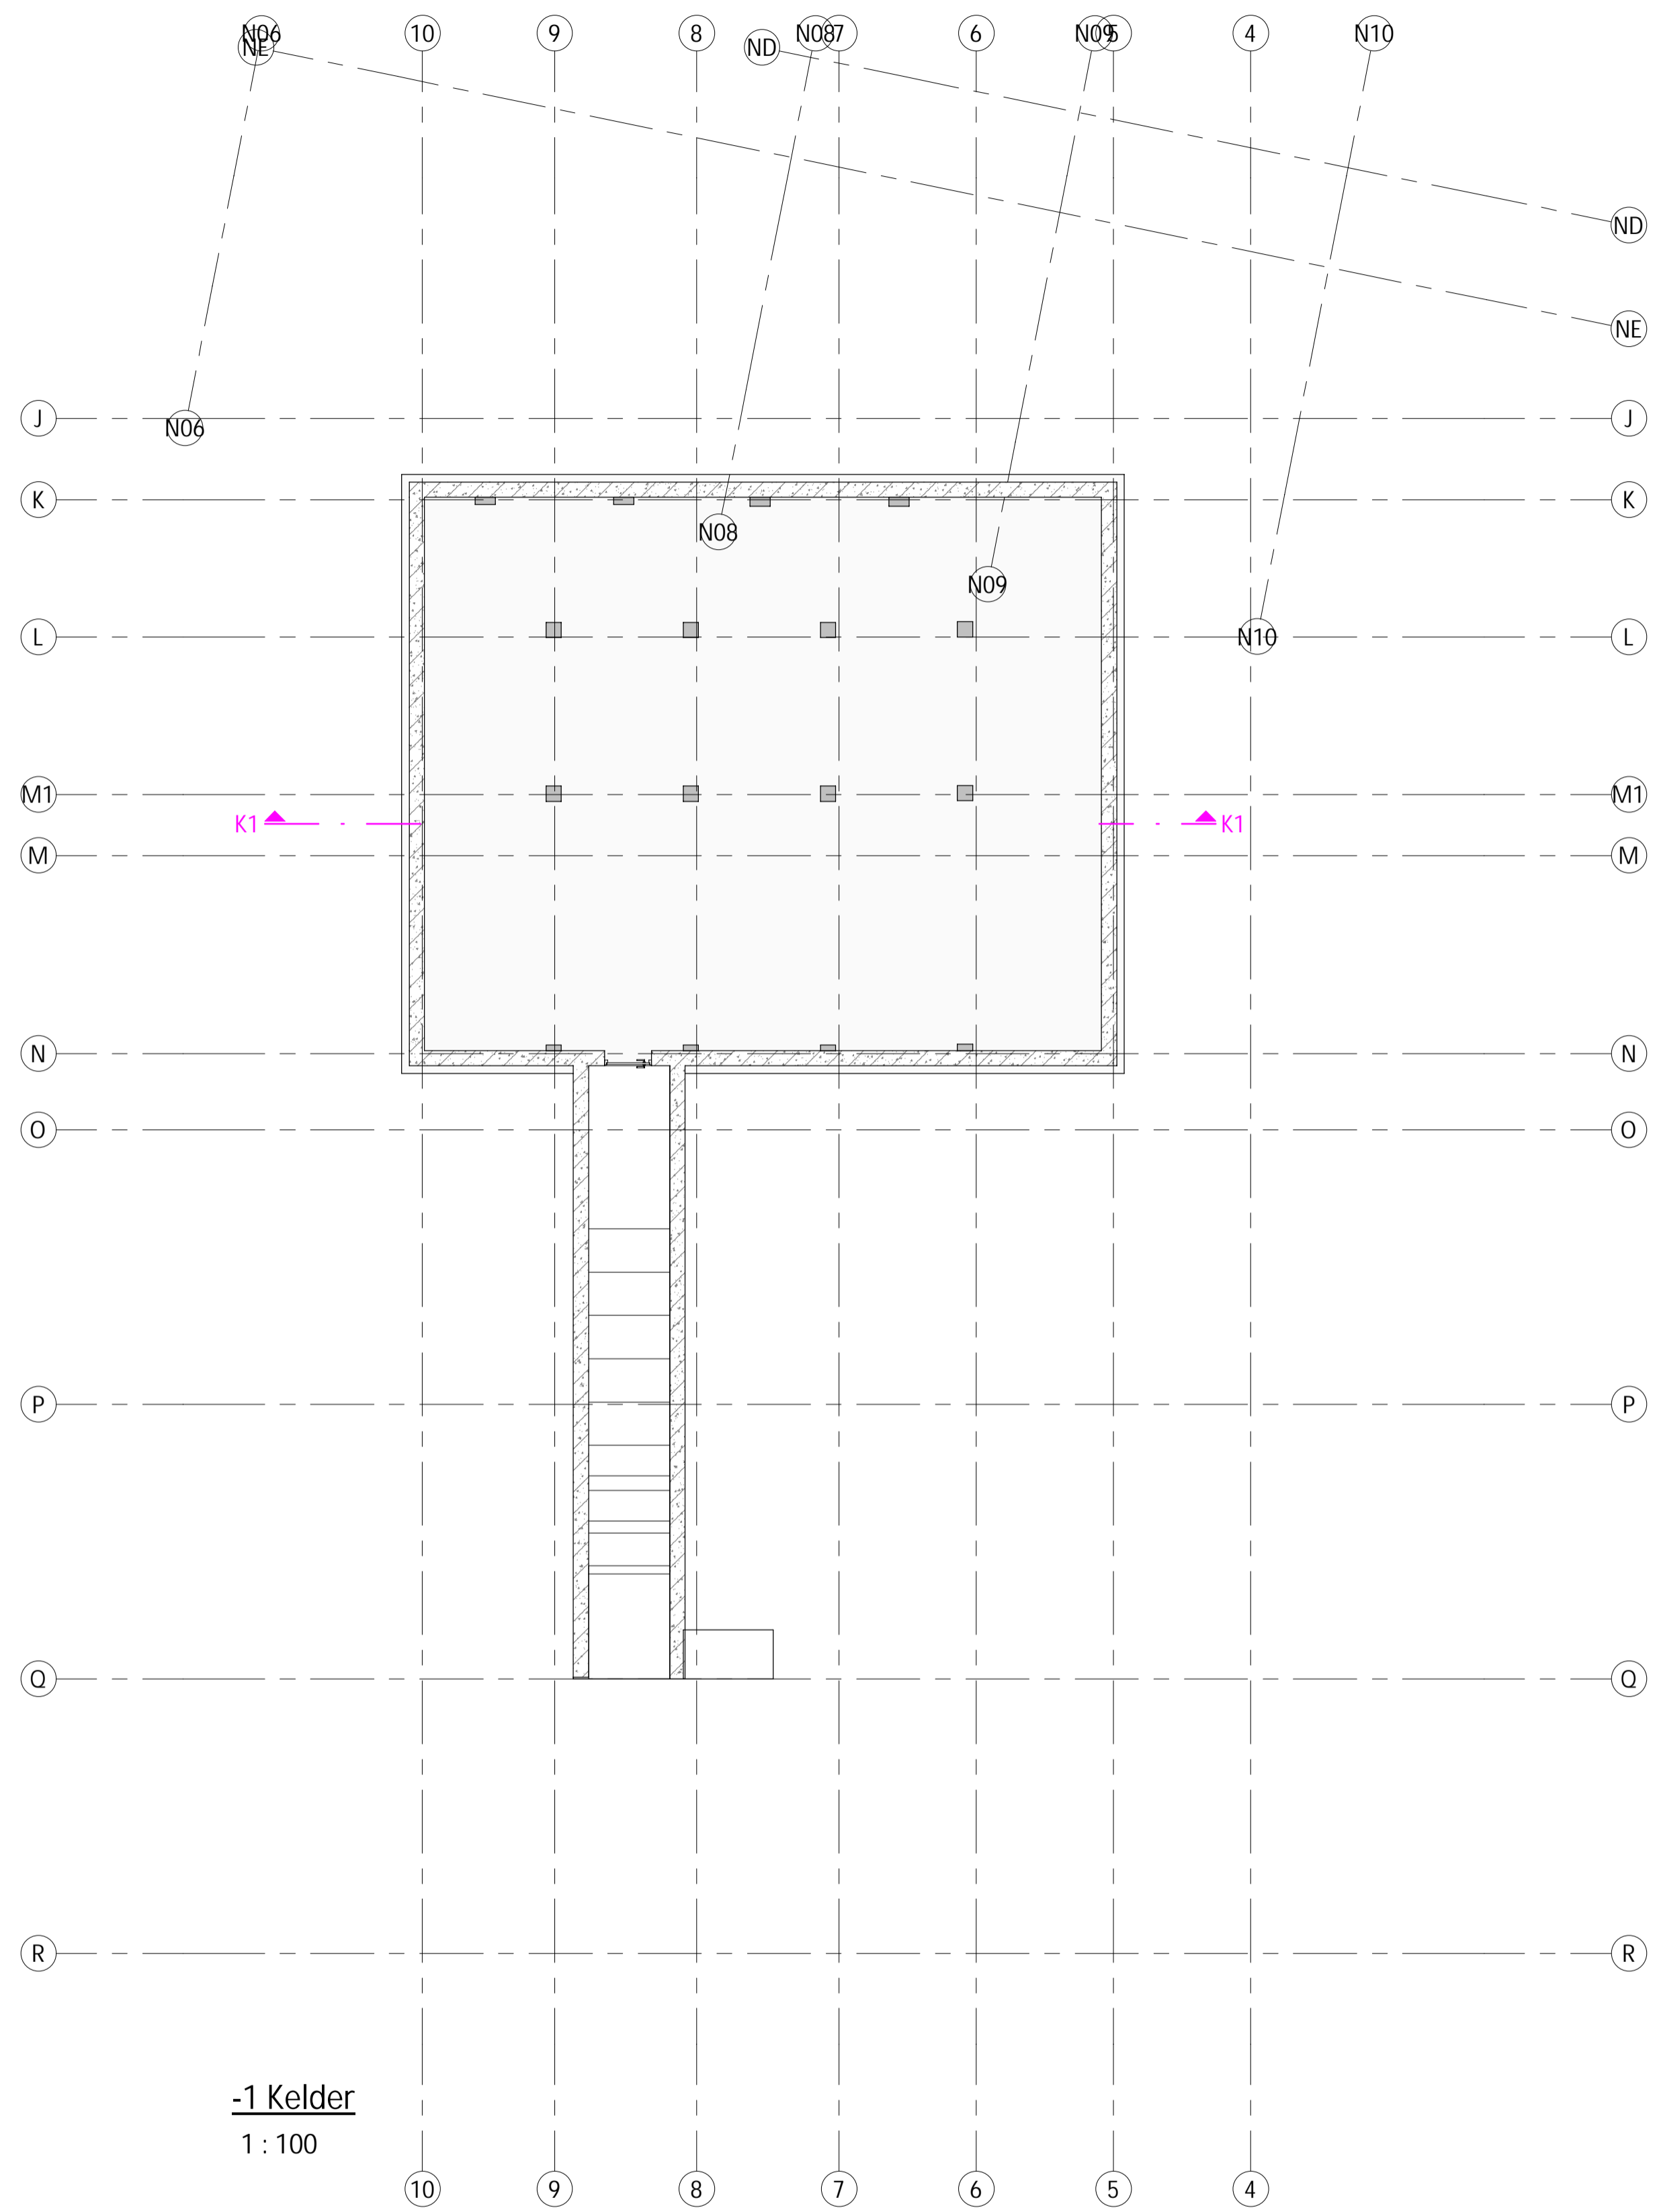 N06 10 9 8 N08 7 6 N09 5 4 N10
NE ND
ND
NE
J J
N06
K K
N08
N09
L N10 L
M1 M1
K1 K1
M M
N N
O O
P P
Q Q
R R
-1 Kelder
1 : 100
10 9 8 7 6 5 4